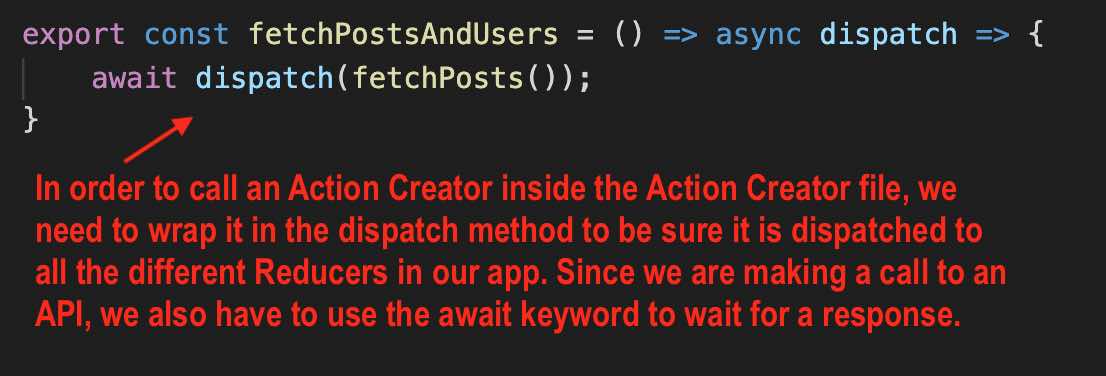 export const fetchPostsAndUsers = () => async dispatch => {
    await dispatch(fetchPosts());
}
In order to call an Action Creator inside the Action Creator file, we
need to wrap it in the dispatch method to be sure it is dispatched to
all the different Reducers in our app. Since we are making a call to an
API, we also have to use the await keyword to wait for a response.